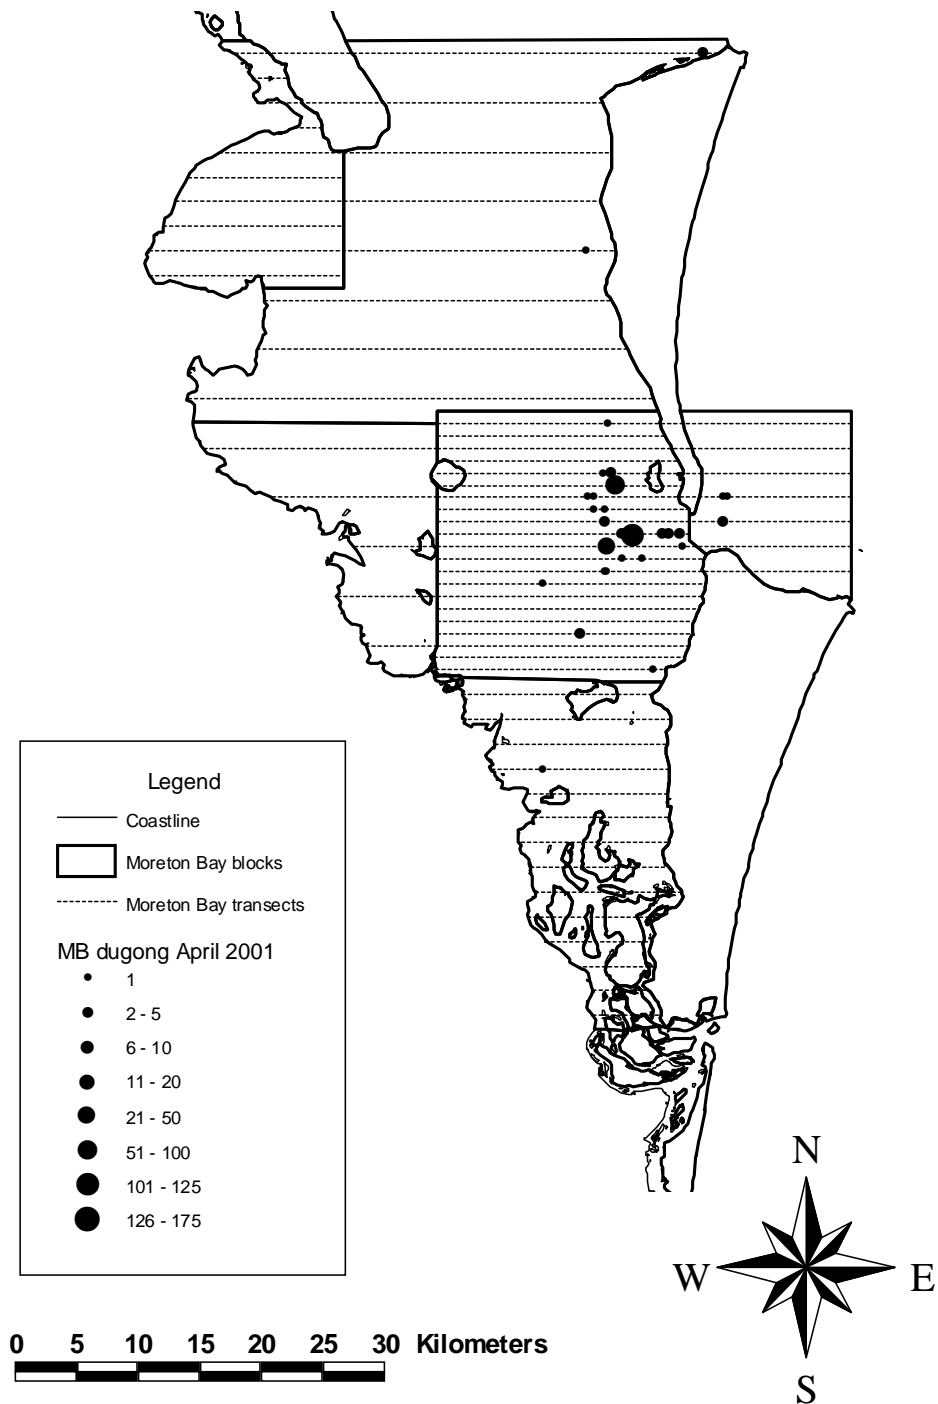 Legend
Coastline
Moreton Bay blocks
Moreton Bay transects
MB dugong April 2001
1
2 - 5
6 - 10
11 - 20
21 - 50
51 - 100
101 - 125
126 - 175
N
W E
S
0 5 10 15 20 25 30 Kilometers